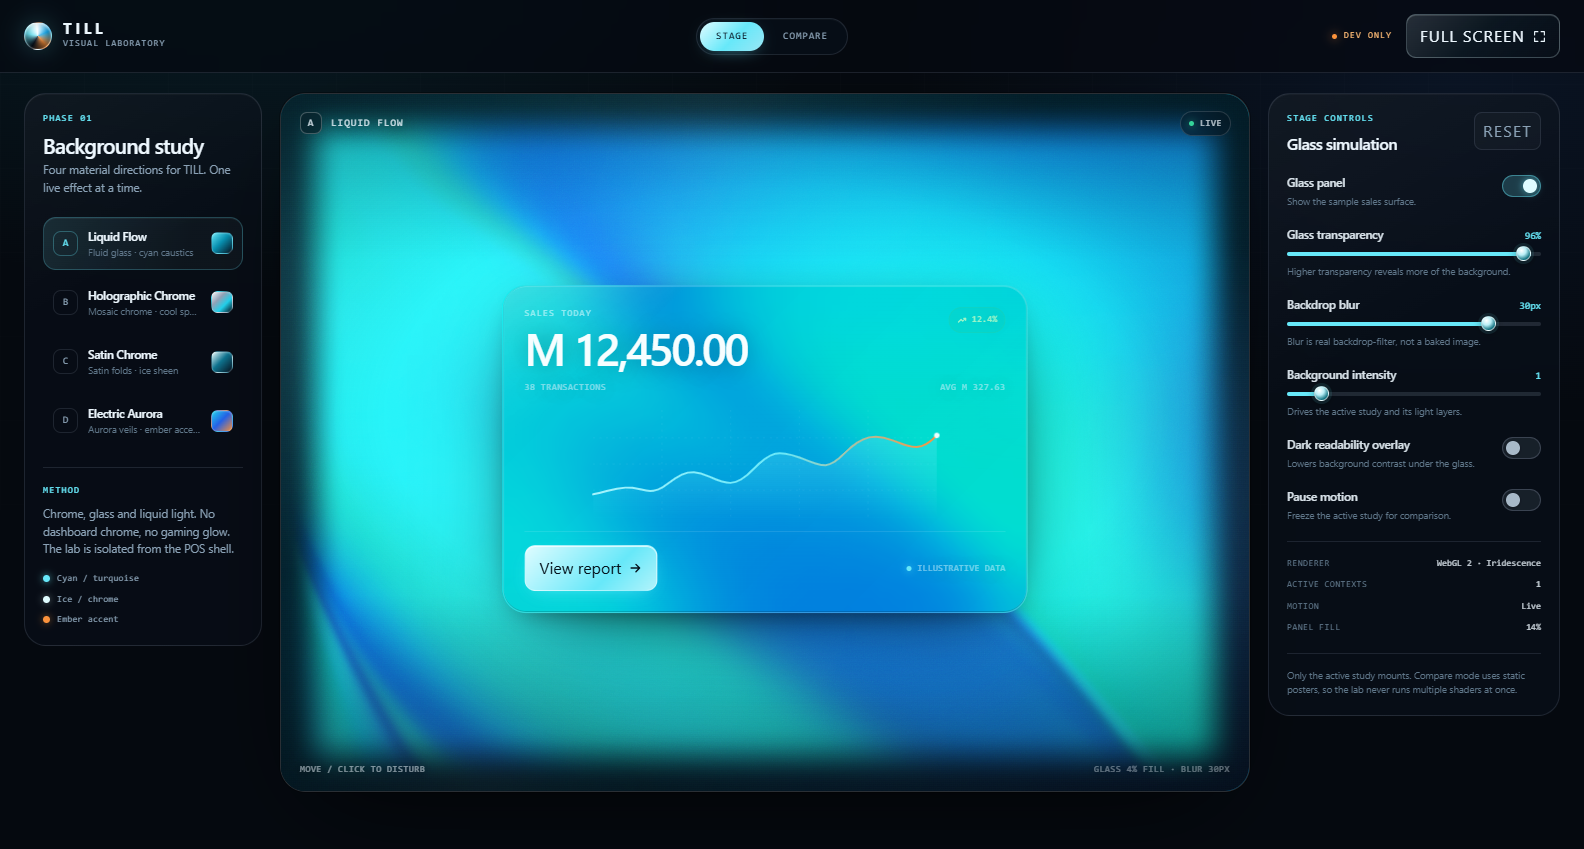 TILL
VISUAL LABORATORY
STAGE
COMPARE
DEV ONLY
FULL SCREEN
PHASE 01
Background study
Four material directions for TILL. One
live effect at a time.
A
Liquid Flow
Fluid glass · cyan caustics
B
Holographic Chrome
Mosaic chrome · cool sp...
C
Satin Chrome
Satin folds · ice sheen
D
Electric Aurora
Aurora veils · ember acce...
METHOD
Chrome, glass and liquid light. No
dashboard chrome, no gaming glow.
The lab is isolated from the POS shell.
Cyan / turquoise
Ice / chrome
Ember accent
A LIQUID FLOW
LIVE
SALES TODAY
12.4%
M 12,450.00
38 TRANSACTIONS
AVG M 327.63
View report →
ILLUSTRATIVE DATA
MOVE / CLICK TO DISTURB
GLASS 4% FILL · BLUR 30PX
STAGE CONTROLS
Glass simulation
RESET
Glass panel
Show the sample sales surface.
Glass transparency
96%
Higher transparency reveals more of the background.
Backdrop blur
30px
Blur is real backdrop-filter, not a baked image.
Background intensity
1
Drives the active study and its light layers.
Dark readability overlay
Lowers background contrast under the glass.
Pause motion
Freeze the active study for comparison.
RENDERER
WebGL 2 · Iridescence
ACTIVE CONTEXTS
1
MOTION
Live
PANEL FILL
14%
Only the active study mounts. Compare mode uses static
posters, so the lab never runs multiple shaders at once.